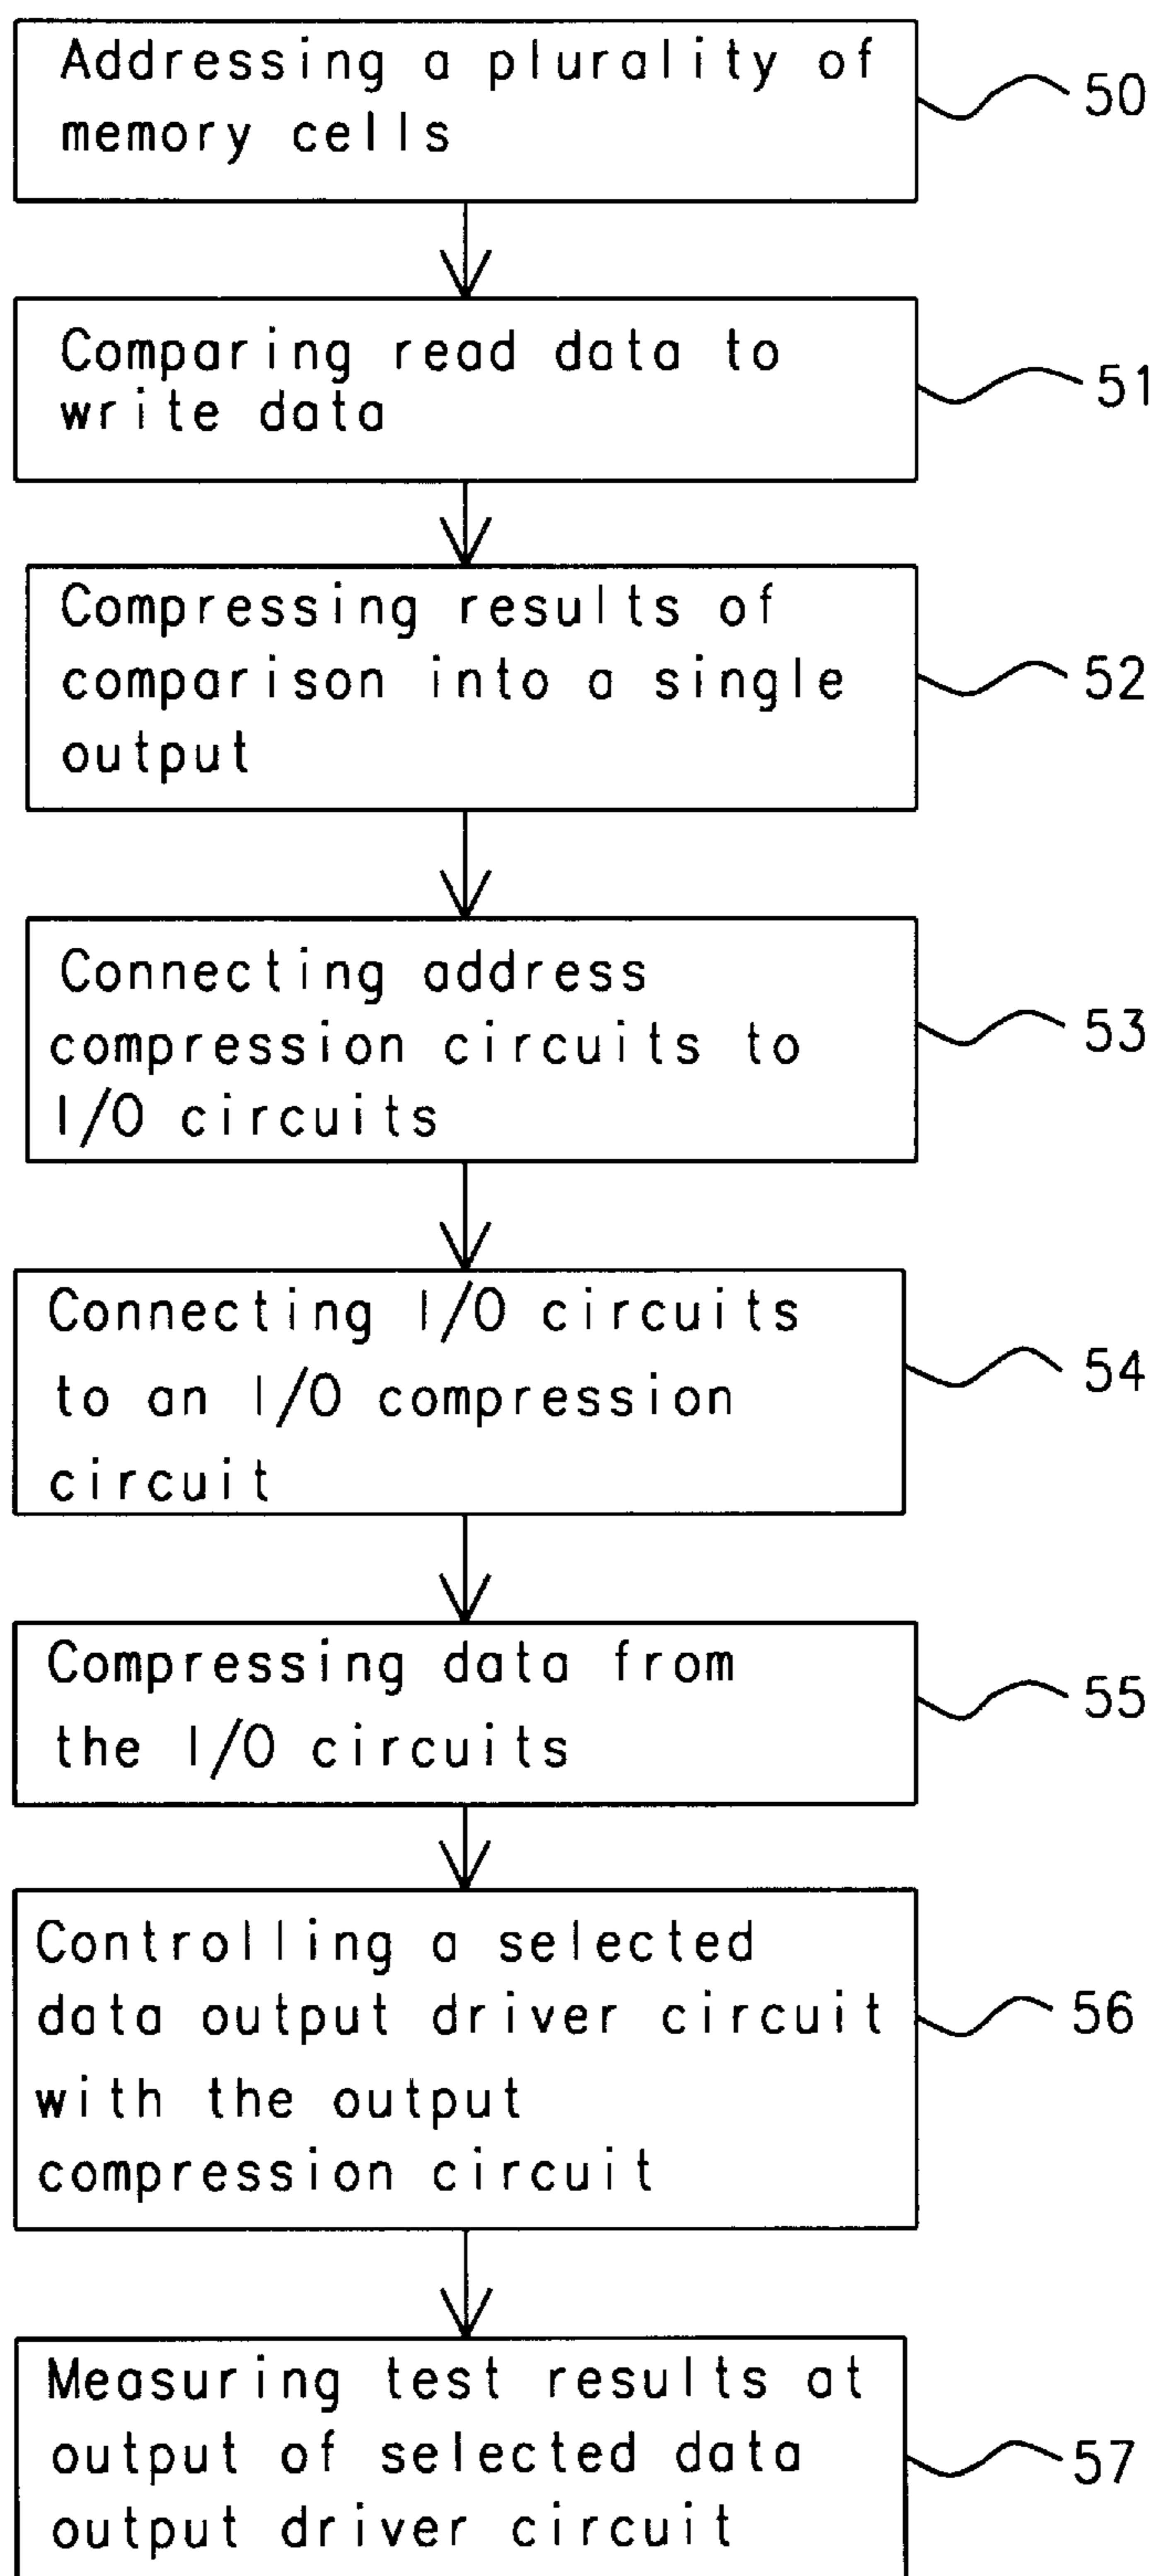 Addressing a plurality of
memory cells
50
Comparing read data to
write data
51
Compressing results of
comparison into a single
output
52
Connecting address
compression circuits to
I/O circuits
53
Connecting I/O circuits
to an I/O compression
circuit
54
Compressing data from
the I/O circuits
55
Controlling a selected
data output driver circuit
with the output
compression circuit
56
Measuring test results at
output of selected data
output driver circuit
57